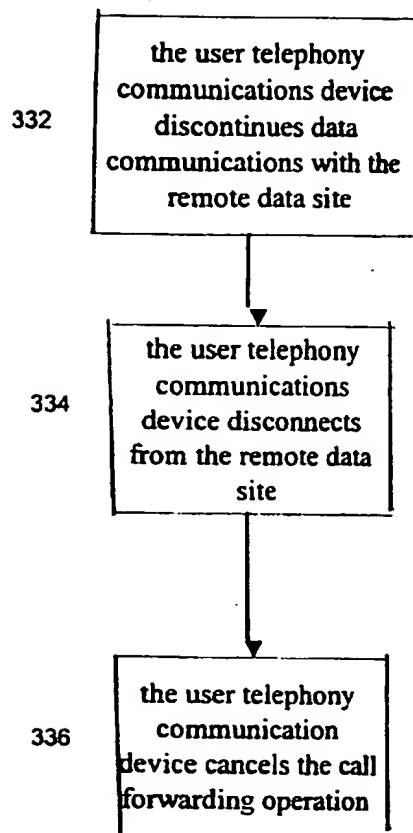 332
the user telephony
communications device
discontinues data
communications with the
remote data site
334
the user telephony
communications
device disconnects
from the remote data
site
336
the user telephony
communication
device cancels the call
forwarding operation